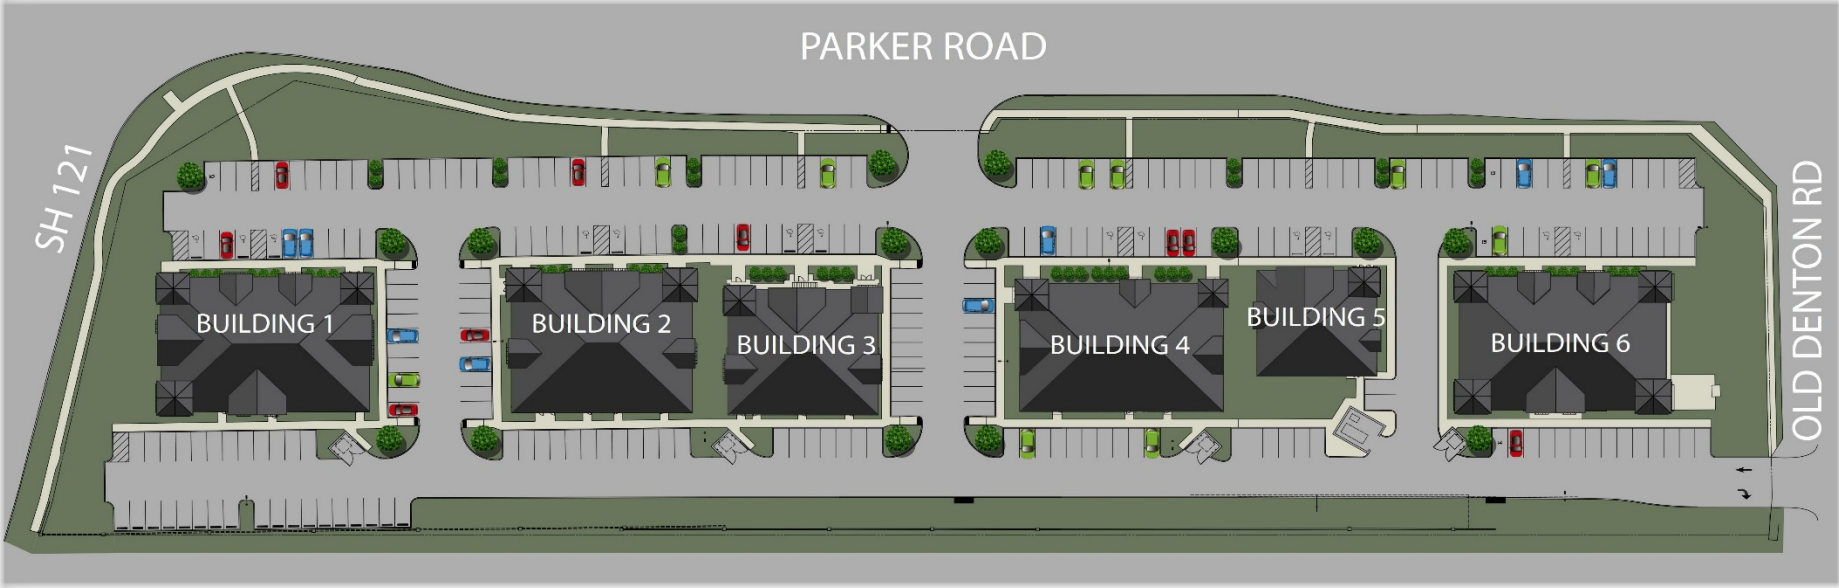 PARKER ROAD
SH 121
OLD DENTON RD
BUILDING 1
BUILDING 2
BUILDING 3
BUILDING 4
BUILDING 5
BUILDING 6